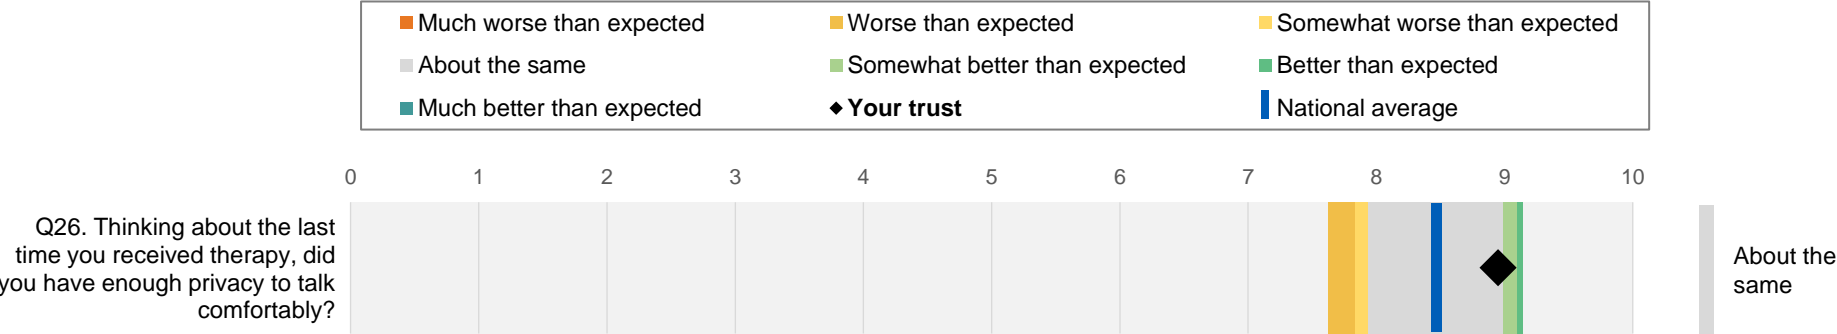 Much worse than expected
Worse than expected
Somewhat worse than expected
About the same
Somewhat better than expected
Better than expected
Much better than expected
Your trust
National average
0 1 2 3 4 5 6 7 8 9 10
Q26. Thinking about the last
time you received therapy, did
you have enough privacy to talk
comfortably?
About the
same